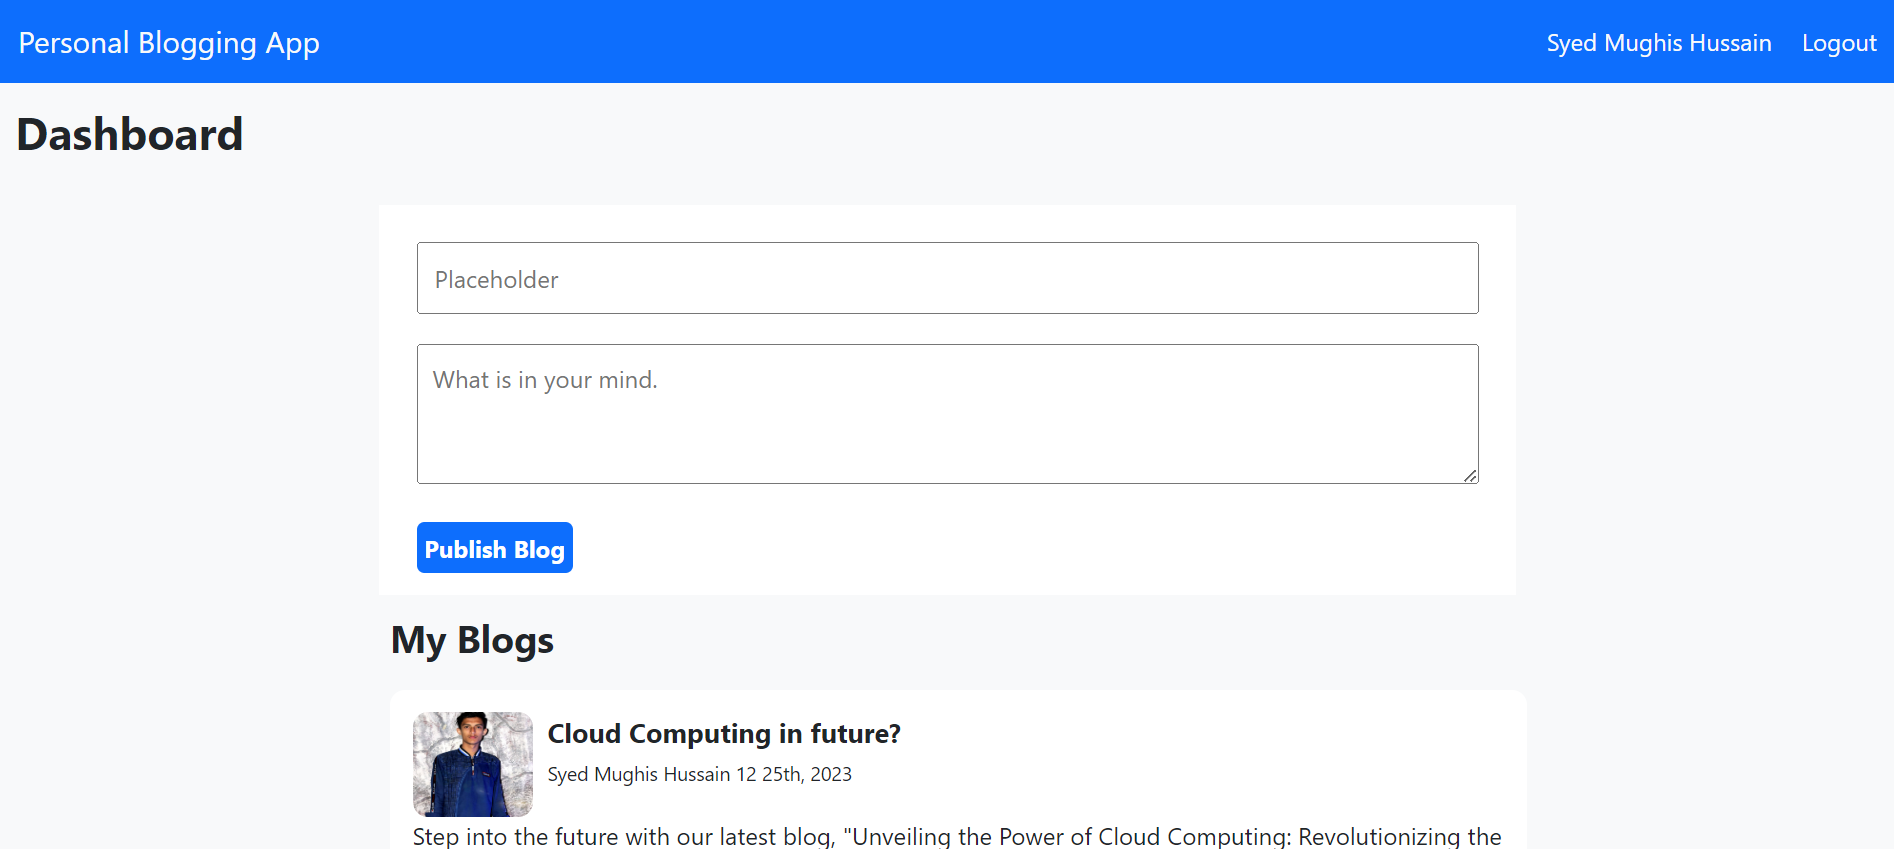 Personal Blogging App
Syed Mughis Hussain
Logout
Dashboard
Placeholder
What is in your mind.
Publish Blog
My Blogs
Cloud Computing in future?
Syed Mughis Hussain 12 25th, 2023
Step into the future with our latest blog, "Unveiling the Power of Cloud Computing: Revolutionizing the